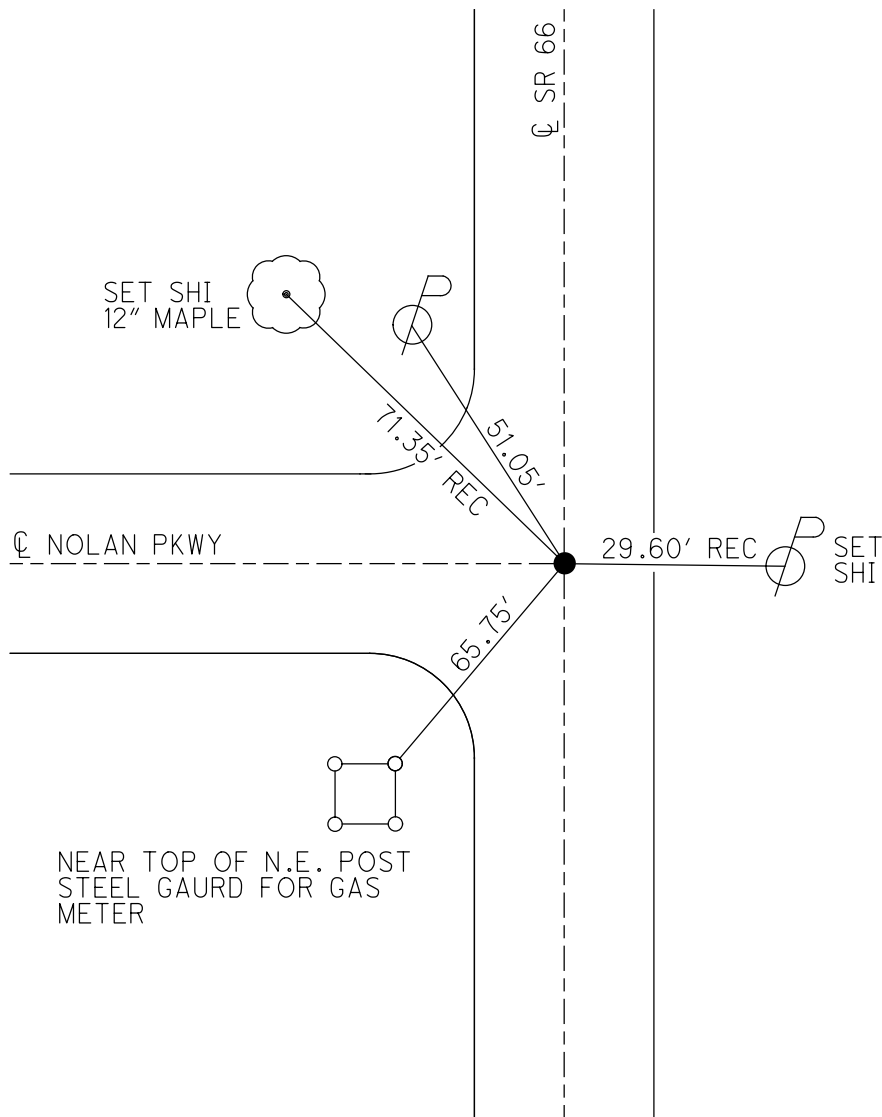 ℄ SR 66
SET SHI
12" MAPLE
71.35' REC
51.05'
℄ NOLAN PKWY
29.60' REC
SET
SHI
65.75'
NEAR TOP OF N.E. POST
STEEL GAURD FOR GAS
METER